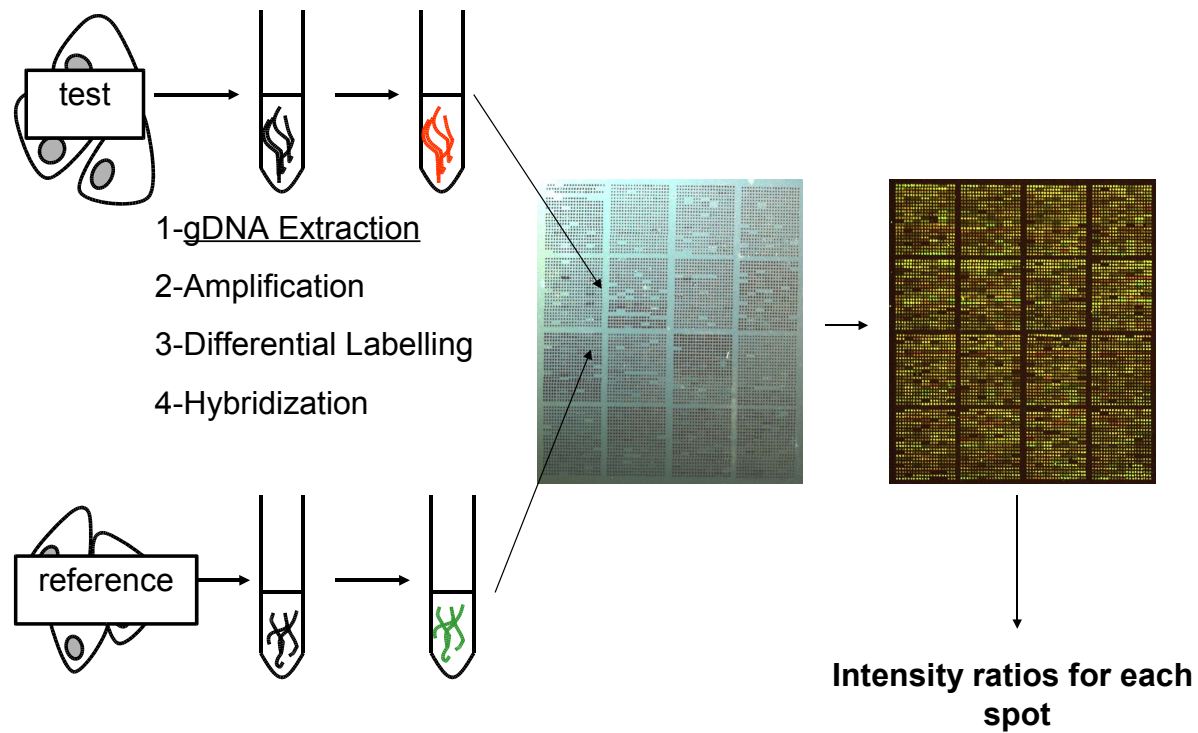 test
1-gDNA Extraction
2-Amplification
3-Differential Labelling
4-Hybridization
reference
Intensity ratios for each
spot